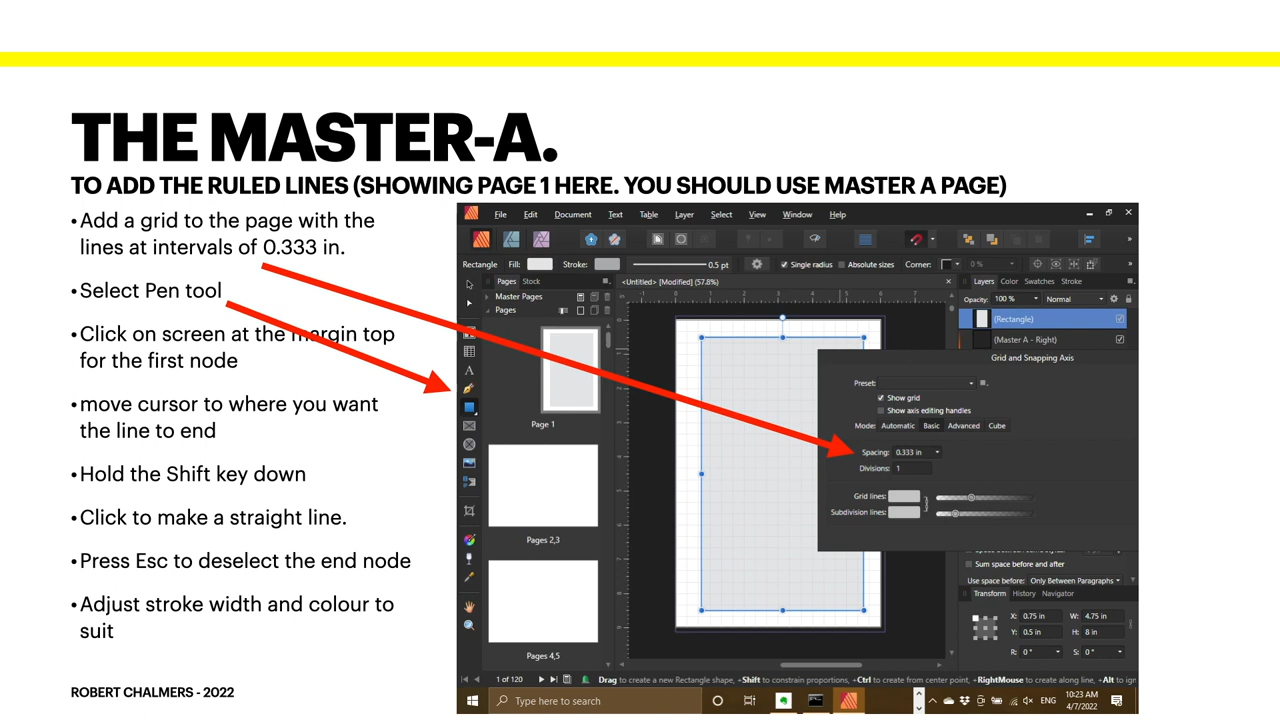 THE MASTER-A.
TO ADD THE RULED LINES (SHOWING PAGE 1 HERE. YOU SHOULD USE MASTER A PAGE)
•Add a grid to the page with the
lines at intervals of 0.333 in.
•Select Pen tool
•Click on screen at the margin top
for the first node
•move cursor to where you want
the line to end
•Hold the Shift key down
•Click to make a straight line.
•Press Esc to deselect the end node
•Adjust stroke width and colour to
suit
ROBERT CHALMERS - 2022
File Edit Document Text Table Layer Select View Window Help
Rectangle Fill: Stroke: 0.5 pt Single radius Absolute sizes Corner: 0 %
Pages Stock
<Untitled> [Modified] (57.8%)
Layers Color Swatches Stroke
Master Pages
Pages
Opacity: 100 % Normal
(Rectangle)
(Master A - Right)
Page 1
Pages 2,3
Pages 4,5
Grid and Snapping Axis
Preset:
Show grid
Show axis editing handles
Mode: Automatic Basic Advanced Cube
Spacing: 0.333 in
Divisions: 1
Grid lines:
Subdivision lines:
Sum space before and after
Use space before: Only Between Paragraphs
Transform History Navigator
X: 0.75 in W: 4.75 in
Y: 0.5 in H: 8 in
R: 0 ° S: 0 °
1 of 120
Drag to create a new Rectangle shape, +Shift to constrain proportions, +Ctrl to create from center point, +RightMouse to create along line, +Alt to ign
Type here to search
ENG
10:23 AM
4/7/2022